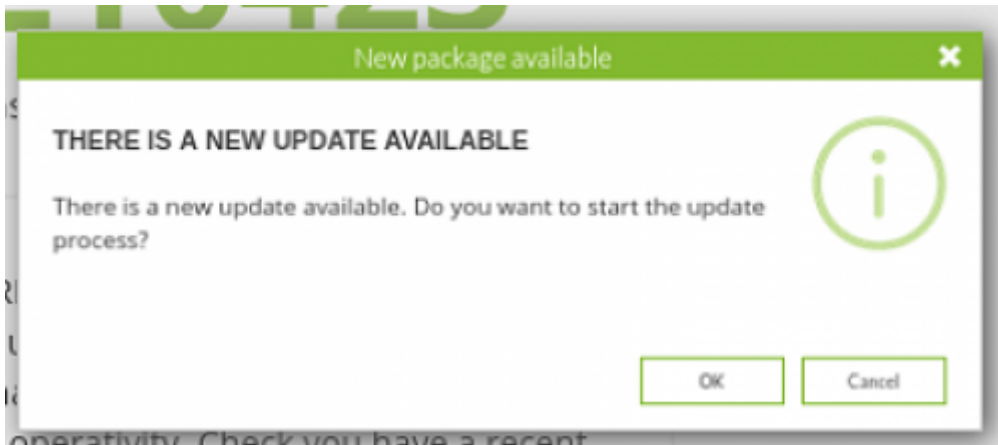 New package available
THERE IS A NEW UPDATE AVAILABLE
There is a new update available. Do you want to start the update
process?
OK
Cancel
operativity. Check you have a recent